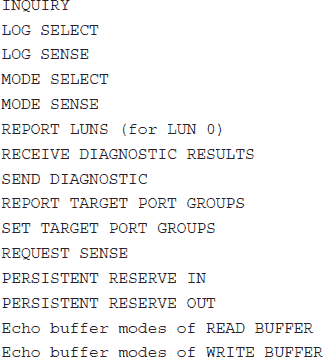 INQUIRY
LOG SELECT
LOG SENSE
MODE SELECT
MODE SENSE
REPORT LUNS (for LUN 0)
RECEIVE DIAGNOSTIC RESULTS
SEND DIAGNOSTIC
REPORT TARGET PORT GROUPS
SET TARGET PORT GROUPS
REQUEST SENSE
PERSISTENT RESERVE IN
PERSISTENT RESERVE OUT
Echo buffer modes of READ BUFFER
Echo buffer modes of WRITE BUFFER